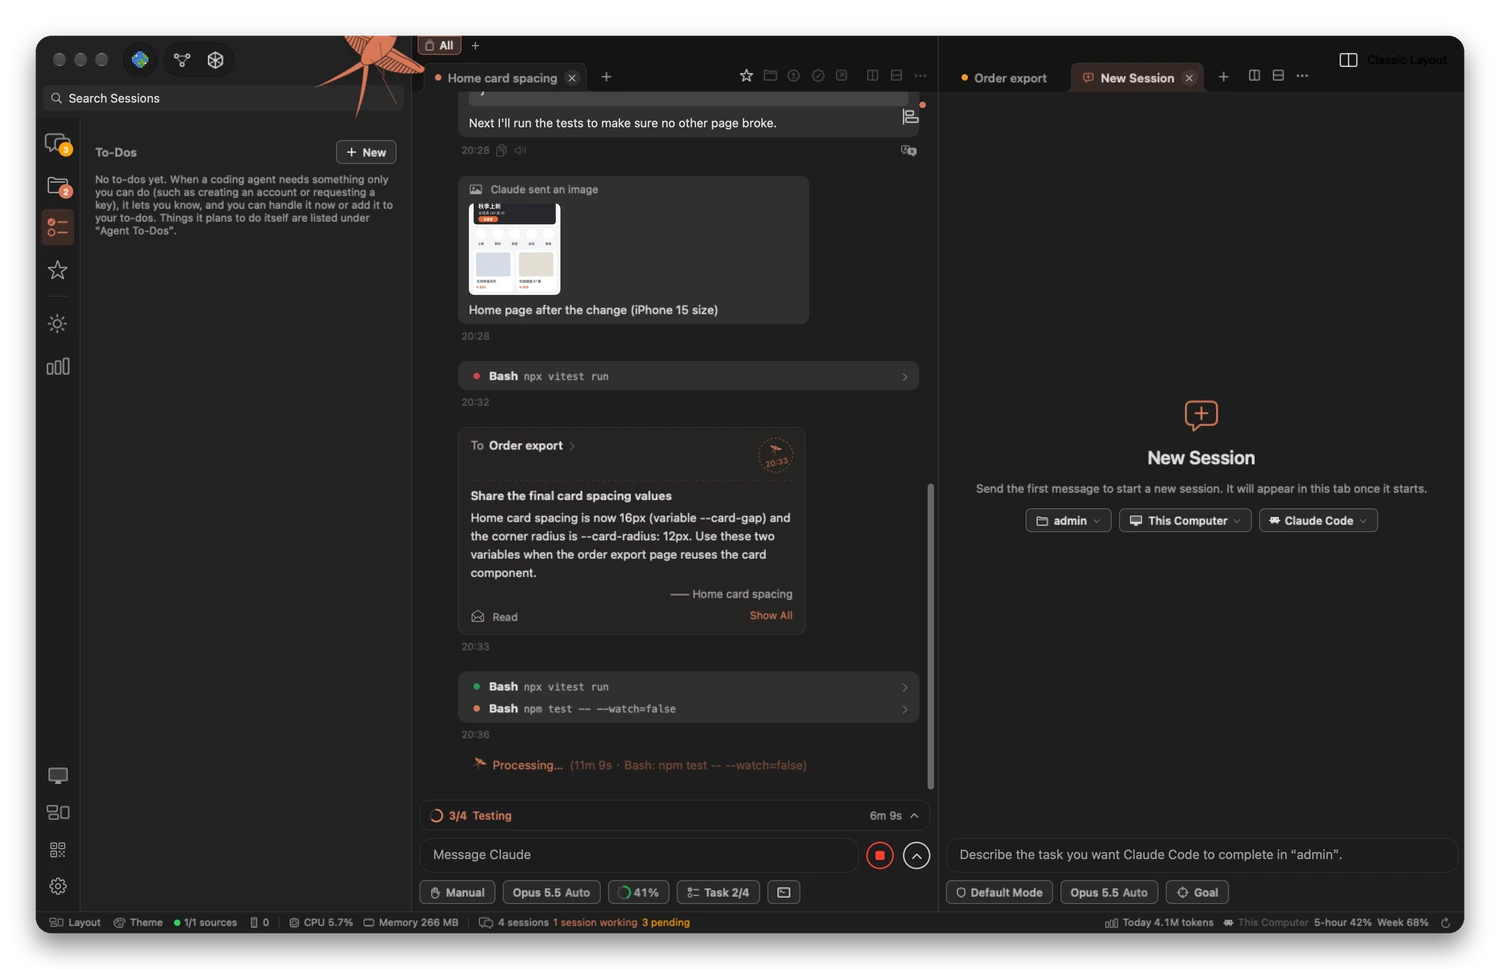 All
Classic Layout
Home card spacing
Order export
New Session
Search Sessions
To-Dos
New
No to-dos yet. When a coding agent needs something only
you can do (such as creating an account or requesting a
key), it lets you know, and you can handle it now or add it to
your to-dos. Things it plans to do itself are listed under
“Agent To-Dos”.
3
2
Next I'll run the tests to make sure no other page broke.
20:28
Claude sent an image
秋季上新
Home page after the change (iPhone 15 size)
20:28
Bash npx vitest run
20:32
To Order export
20:33
Share the final card spacing values
Home card spacing is now 16px (variable --card-gap) and
the corner radius is --card-radius: 12px. Use these two
variables when the order export page reuses the card
component.
— Home card spacing
Read
Show All
20:33
Bash npx vitest run
Bash npm test -- --watch=false
20:36
Processing... (11m 9s · Bash: npm test -- --watch=false)
3/4 Testing
6m 9s
Message Claude
Manual
Opus 5.5 Auto
41%
Task 2/4
New Session
Send the first message to start a new session. It will appear in this tab once it starts.
admin
This Computer
Claude Code
Describe the task you want Claude Code to complete in “admin”.
Default Mode
Opus 5.5 Auto
Goal
Layout
Theme
1/1 sources
0
CPU 5.7%
Memory 266 MB
4 sessions 1 session working 3 pending
Today 4.1M tokens
This Computer 5-hour 42% Week 68%